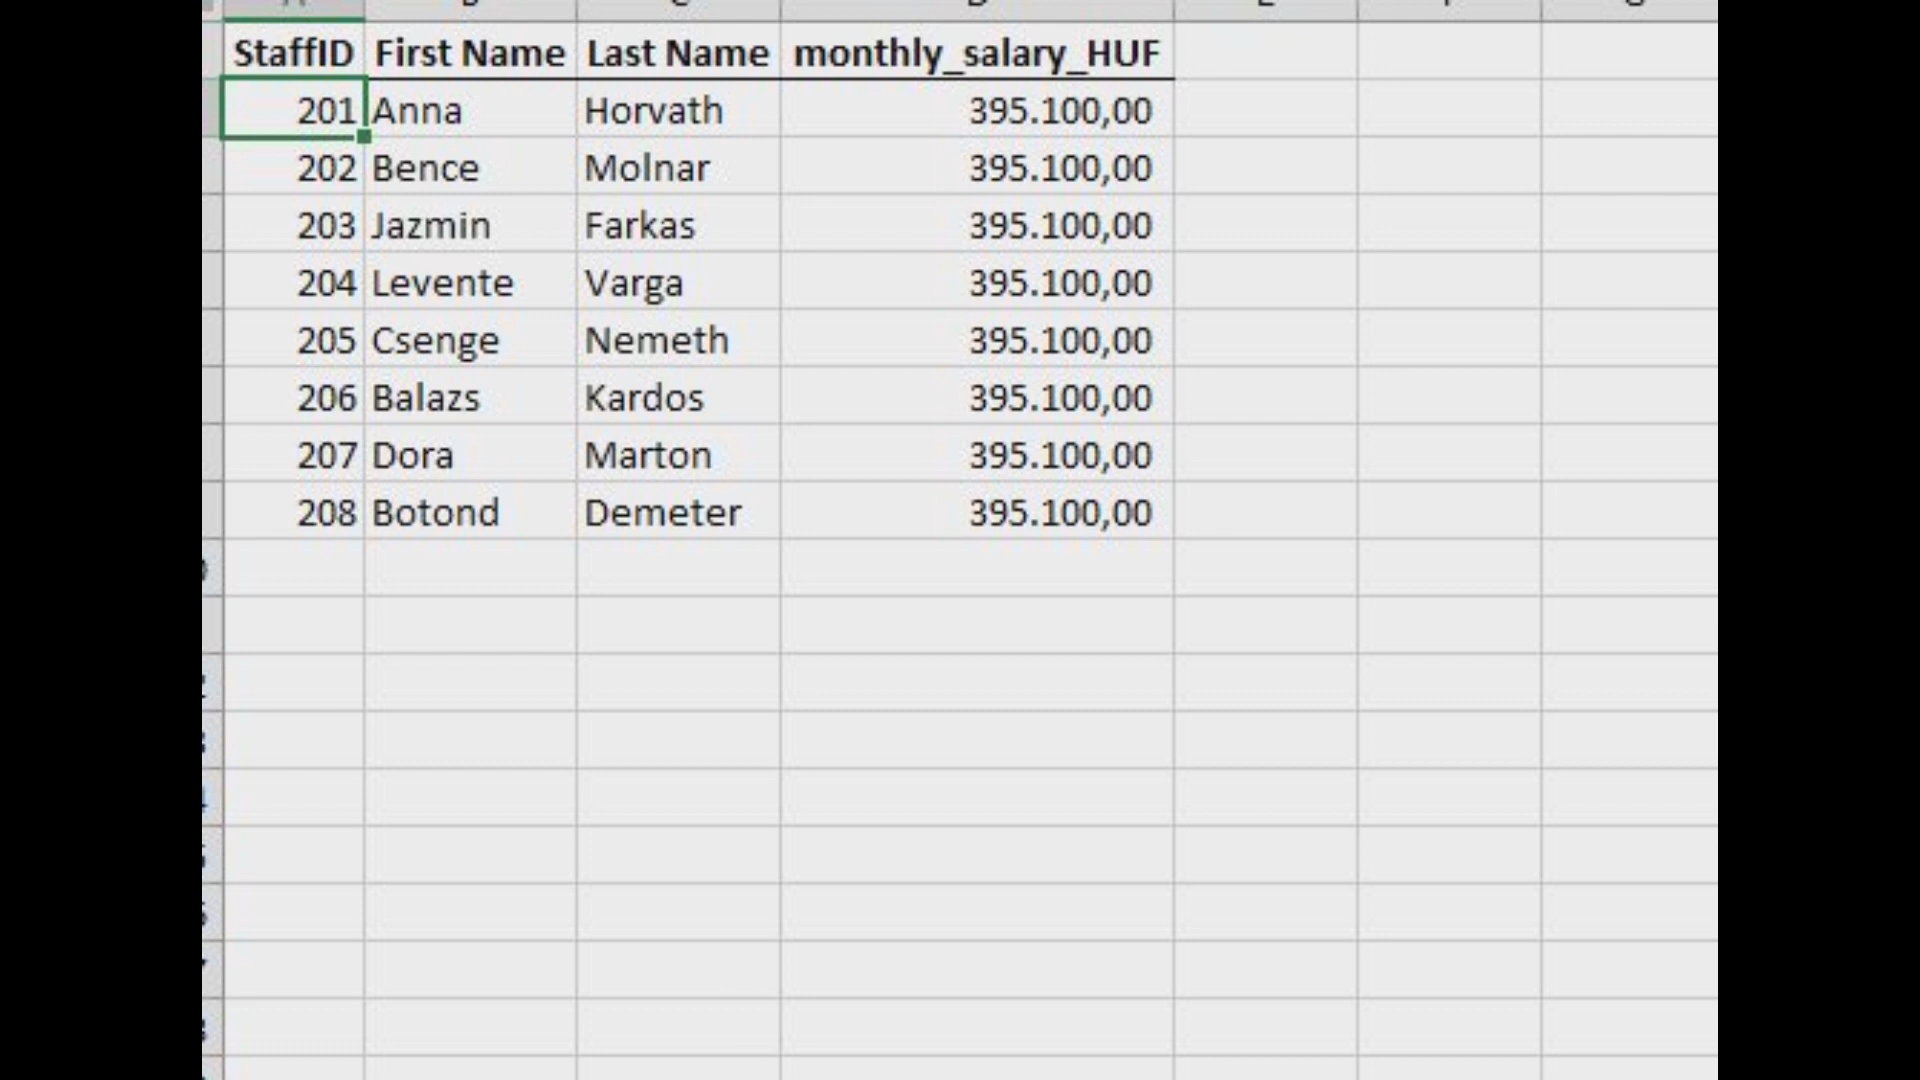 StaffID First Name Last Name monthly_salary_HUF
201 Anna Horvath 395.100,00
202 Bence Molnar 395.100,00
203 Jazmin Farkas 395.100,00
204 Levente Varga 395.100,00
205 Csenge Nemeth 395.100,00
206 Balazs Kardos 395.100,00
207 Dora Marton 395.100,00
208 Botond Demeter 395.100,00